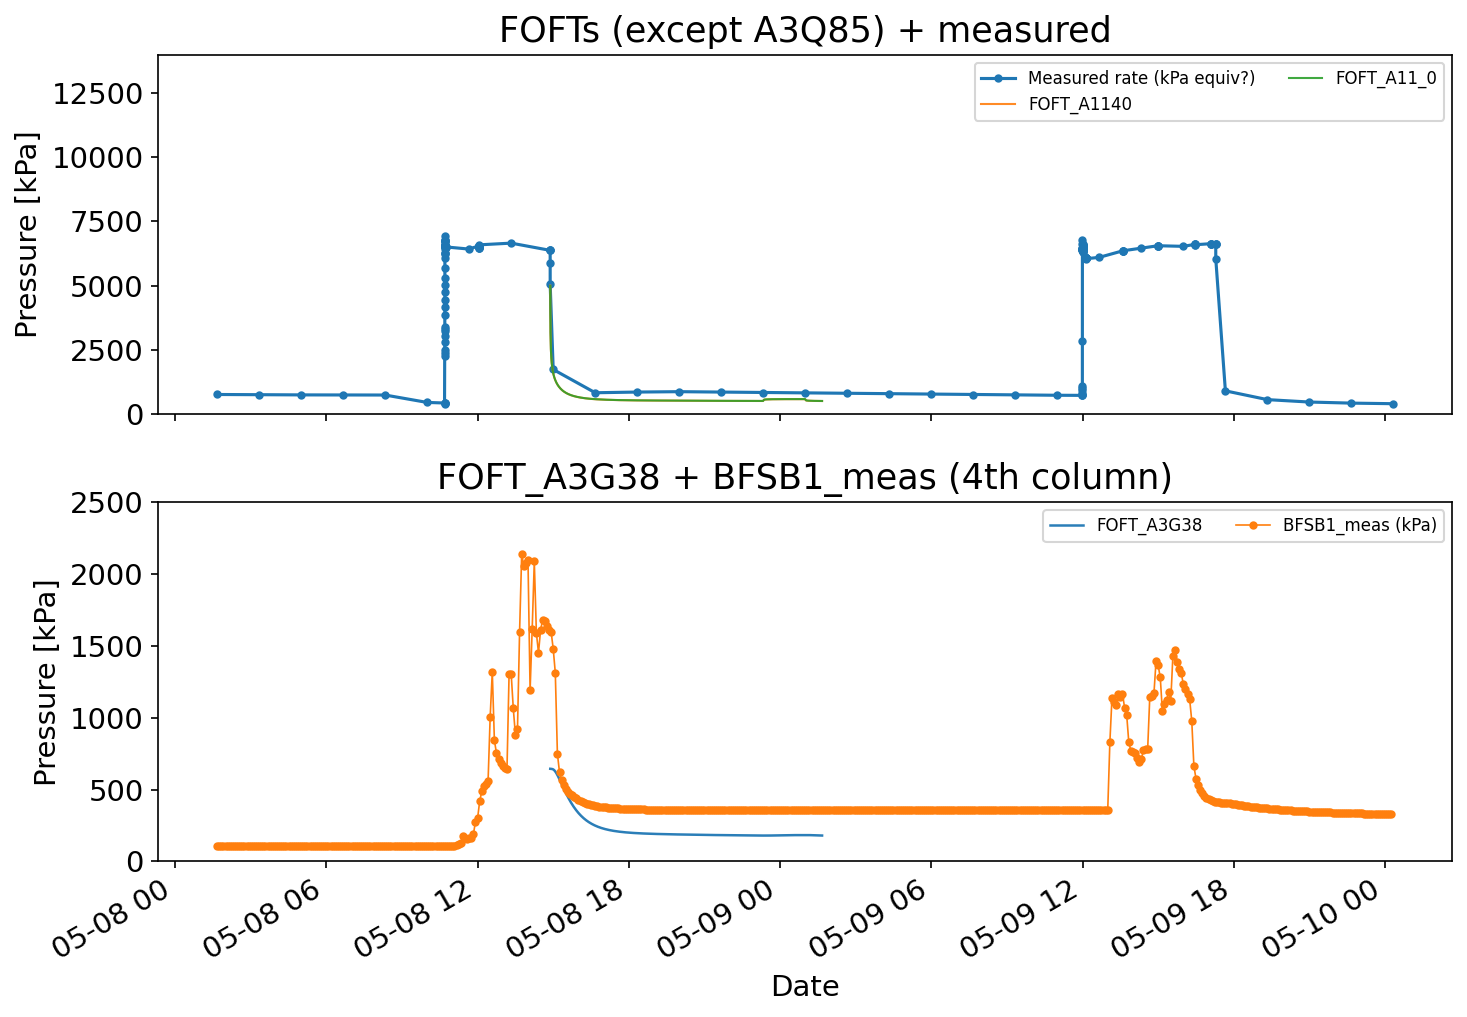 FOFTs (except A3Q85) + measured
Pressure [kPa]
12500
10000
7500
5000
2500
0
Measured rate (kPa equiv?)
FOFT_A1140
FOFT_A11_0
FOFT_A3G38 + BFSB1_meas (4th column)
Pressure [kPa]
2500
2000
1500
1000
500
0
FOFT_A3G38
BFSB1_meas (kPa)
05-08 00
05-08 06
05-08 12
05-08 18
05-09 00
05-09 06
05-09 12
05-09 18
05-10 00
Date